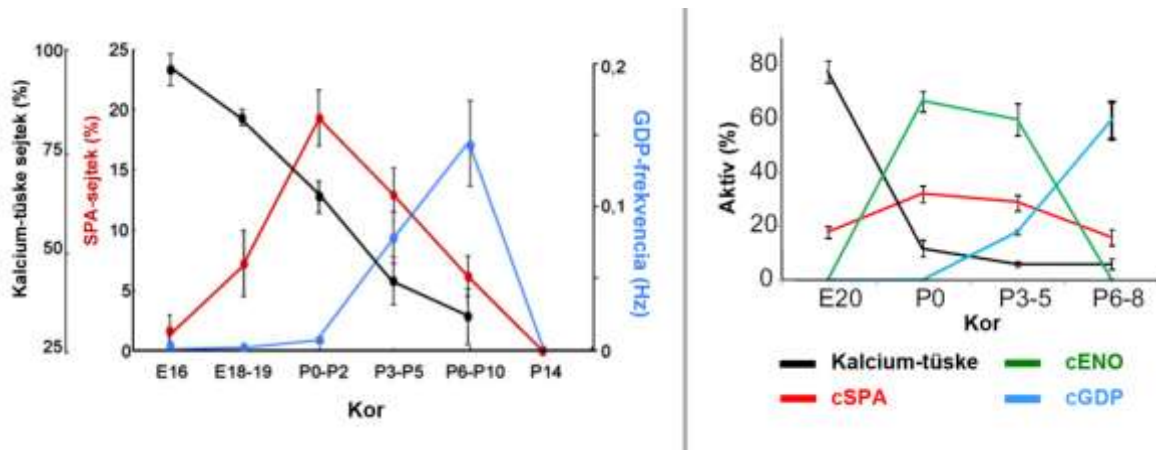 Kalcium-tüske sejtek (%)
100
75
50
25
SPA-sejtek (%)
25
20
15
10
5
0
E16 E18-19 P0-P2 P3-P5 P6-P10 P14
Kor
0,2
0,1
0
GDP-frekvencia (Hz)
Aktív (%)
80
60
40
20
0
E20 P0 P3-5 P6-8
Kor
Kalcium-tüske cENO
cSPA cGDP